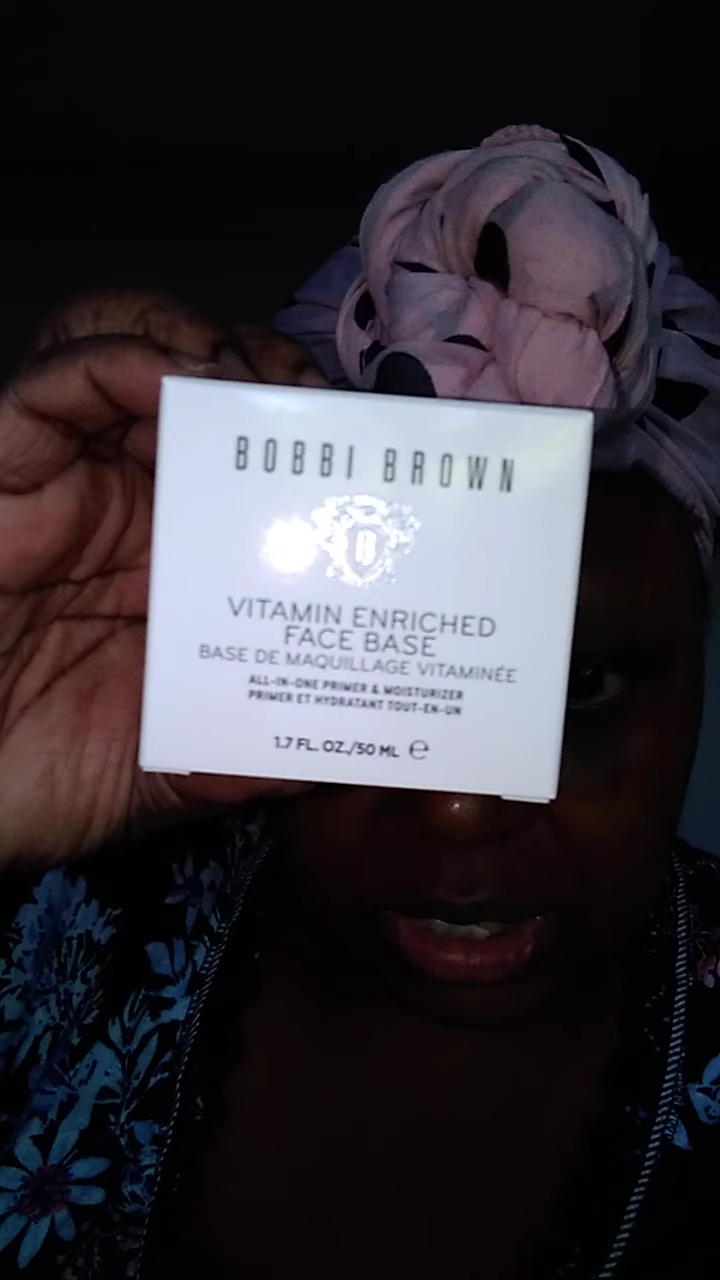 BOBBI BROWN
B
VITAMIN ENRICHED
FACE BASE
BASE DE MAQUILLAGE VITAMINÉE
ALL-IN-ONE PRIMER & MOISTURIZER
PRIMER ET HYDRATANT TOUT-EN-UN
1.7 FL. OZ./50 ML ℮